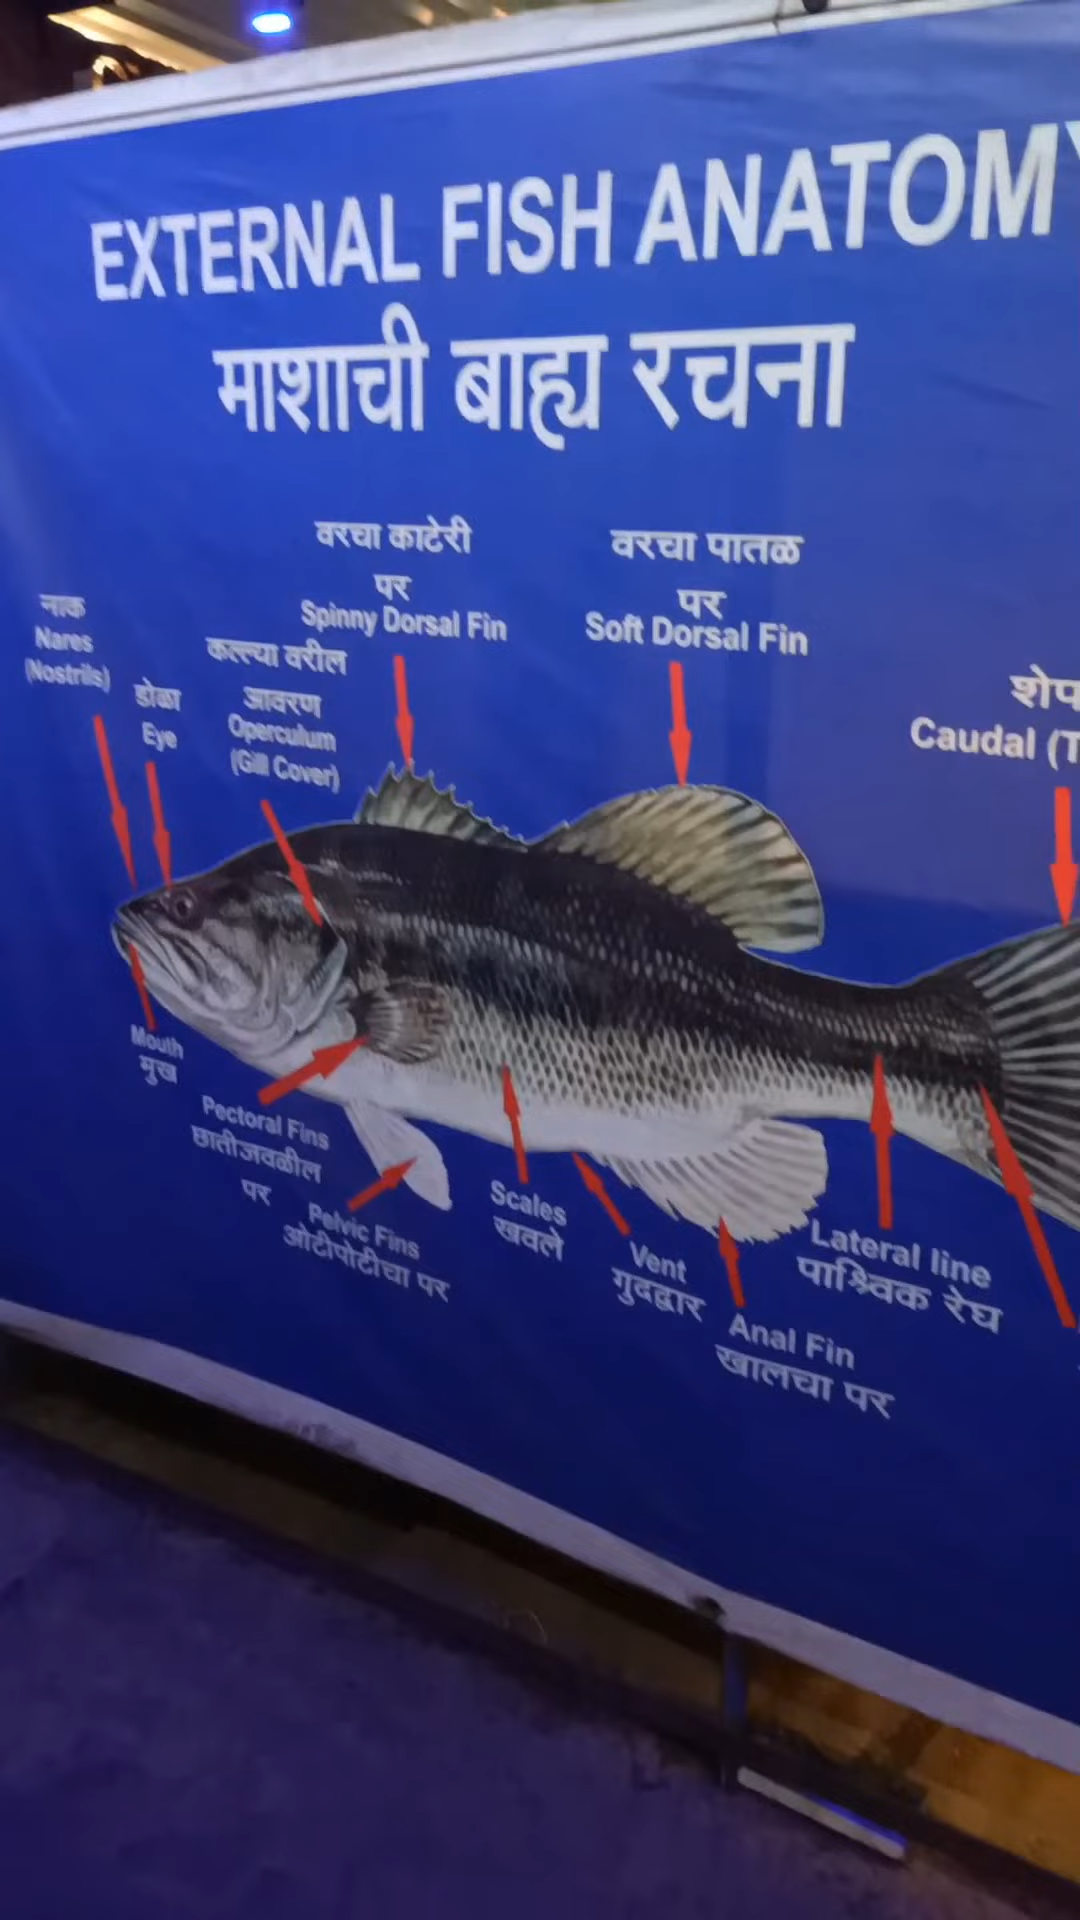 EXTERNAL FISH ANATOMY
माशाची बाह्य रचना
वरचा काटेरी
पर
Spinny Dorsal Fin
वरचा पातळ
पर
Soft Dorsal Fin
नाक
Nares
(Nostrils)
डोळा
Eye
कल्ल्या वरील
आवरण
Operculum
(Gill Cover)
Caudal
Mouth
मुख
Pectoral Fins
छातीजवळील
पर
Pelvic Fins
ओटीपोटीचा पर
Scales
खवले
Vent
गुदद्वार
Anal Fin
खालचा पर
Lateral line
पार्श्विक रेघ